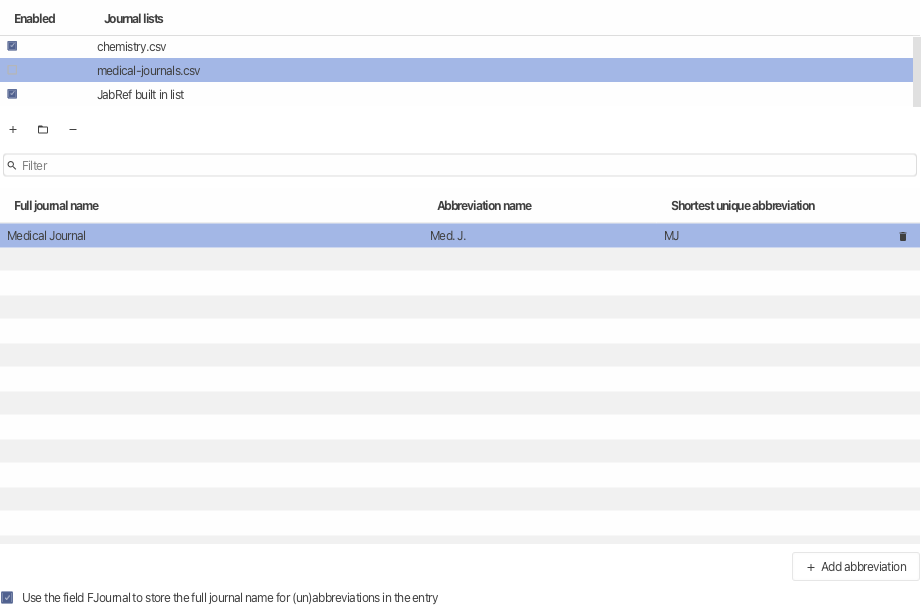 Enabled Journal lists
chemistry.csv
medical-journals.csv
JabRef built in list
Filter
Full journal name Abbreviation name Shortest unique abbreviation
Medical Journal Med. J. MJ
+ Add abbreviation
Use the field FJournal to store the full journal name for (un)abbreviations in the entry